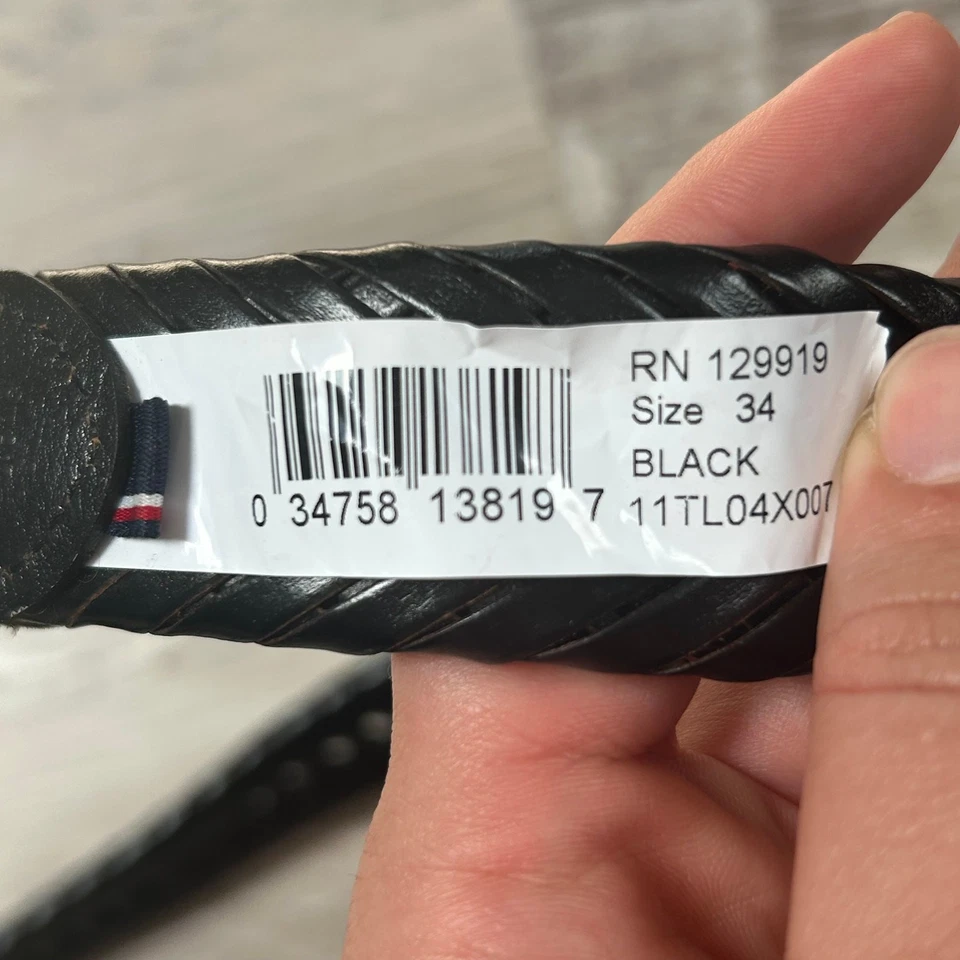 RN 129919
Size 34
BLACK
11TL04X007
0 34758 13819 7